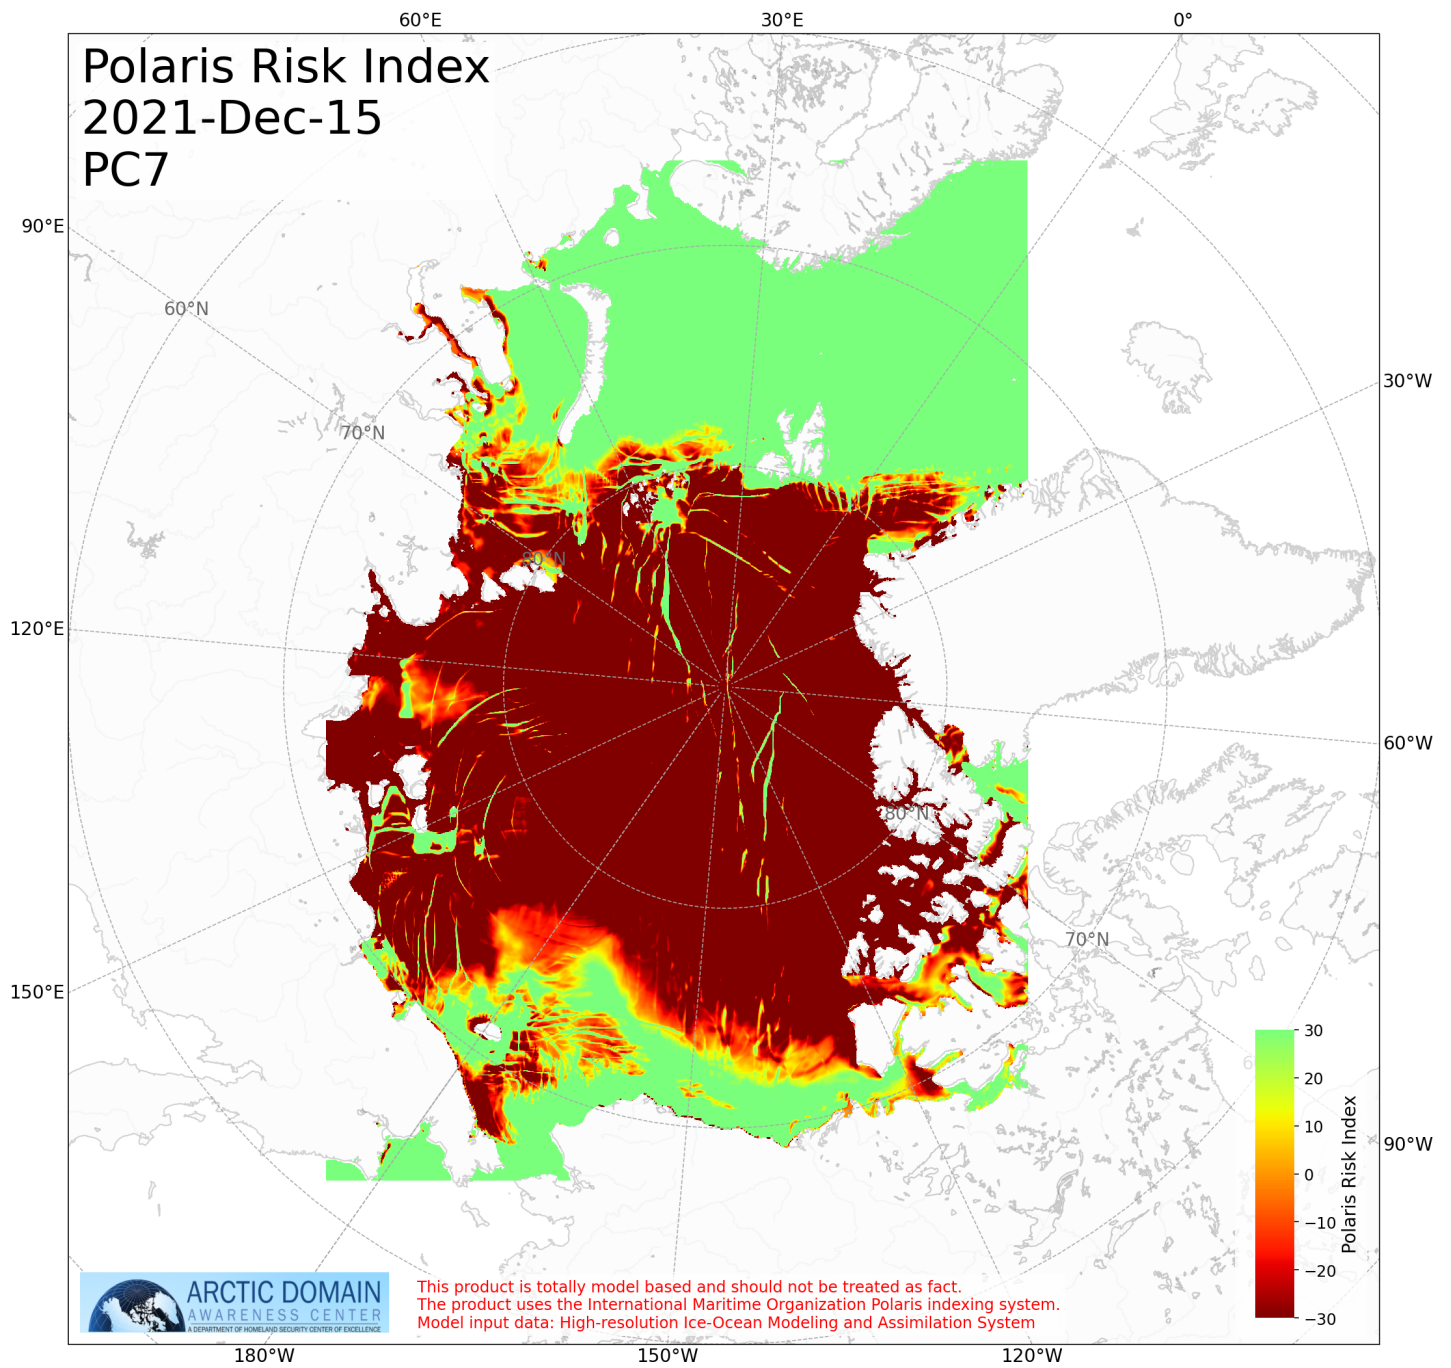 60°E 30°E 0°
Polaris Risk Index
2021-Dec-15
PC7
90°E
60°N
30°W
70°N
80°N
120°E
60W°
80°N
70°N
150°E
30
20
10
0
−10
−20
−30
Polaris Risk Index
90°W
ARCTIC DOMAIN
AWARENESS CENTER
A DEPARTMENT OF HOMELAND SECURITY CENTER OF EXCELLENCE
This product is totally model based and should not be treated as fact.
The product uses the International Maritime Organization Polaris indexing system.
Model input data: High-resolution Ice-Ocean Modeling and Assimilation System
180°W 150°W 120°W